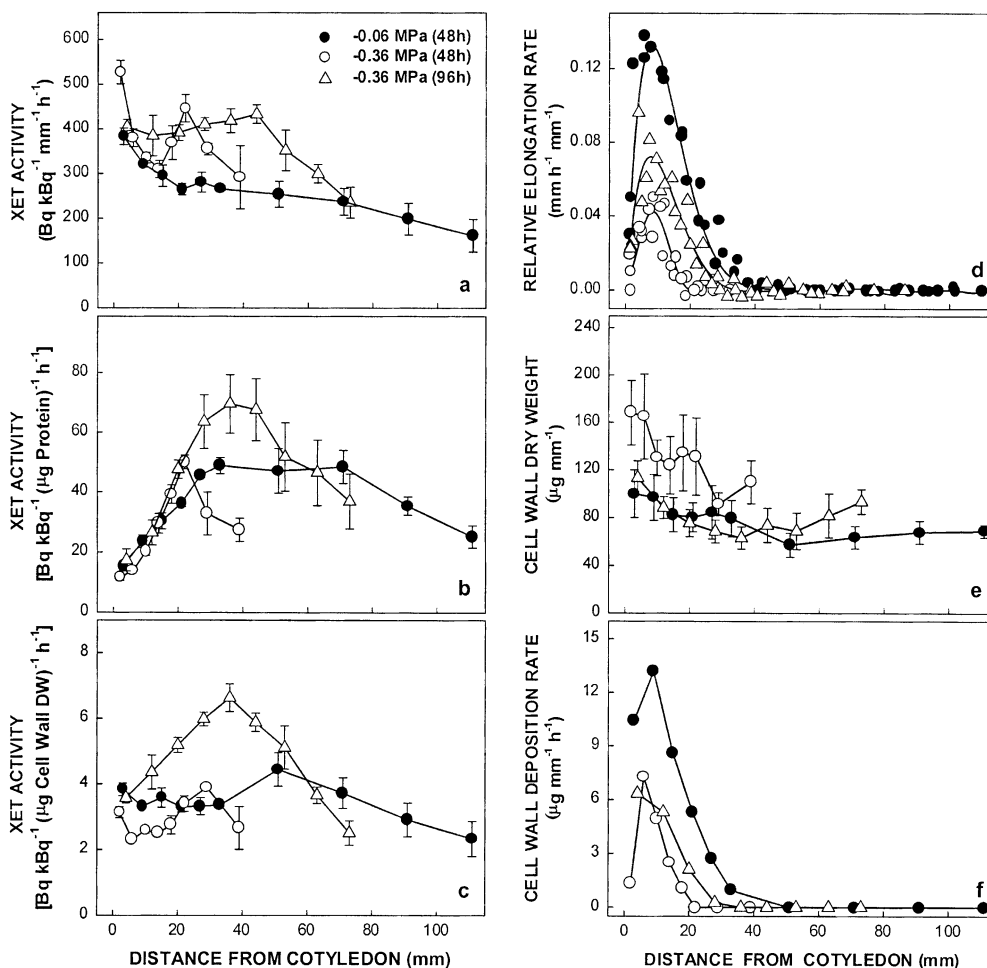 -0.06 MPa (48h)
-0.36 MPa (48h)
-0.36 MPa (96h)
XET ACTIVITY
(Bq kBq⁻¹ mm⁻¹ h⁻¹)
600
500
400
300
200
100
0
a
XET ACTIVITY
[Bq kBq⁻¹ (μg Protein)⁻¹ h⁻¹]
80
60
40
20
0
b
XET ACTIVITY
[Bq kBq⁻¹ (μg Cell Wall DW)⁻¹ h⁻¹]
8
6
4
2
0
c
0 20 40 60 80 100
DISTANCE FROM COTYLEDON (mm)
RELATIVE ELONGATION RATE
(mm h⁻¹ mm⁻¹)
0.12
0.08
0.04
0.00
d
CELL WALL DRY WEIGHT
(μg mm⁻¹)
240
200
160
120
80
40
0
e
CELL WALL DEPOSITION RATE
(μg mm⁻¹ h⁻¹)
15
12
9
6
3
0
f
0 20 40 60 80 100
DISTANCE FROM COTYLEDON (mm)